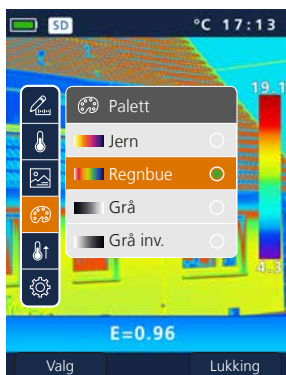 SD °C 17:13
19.1
Palett
Jern
Regnbue
Grå
Grå inv.
4.3
E=0.96
Valg Lukking